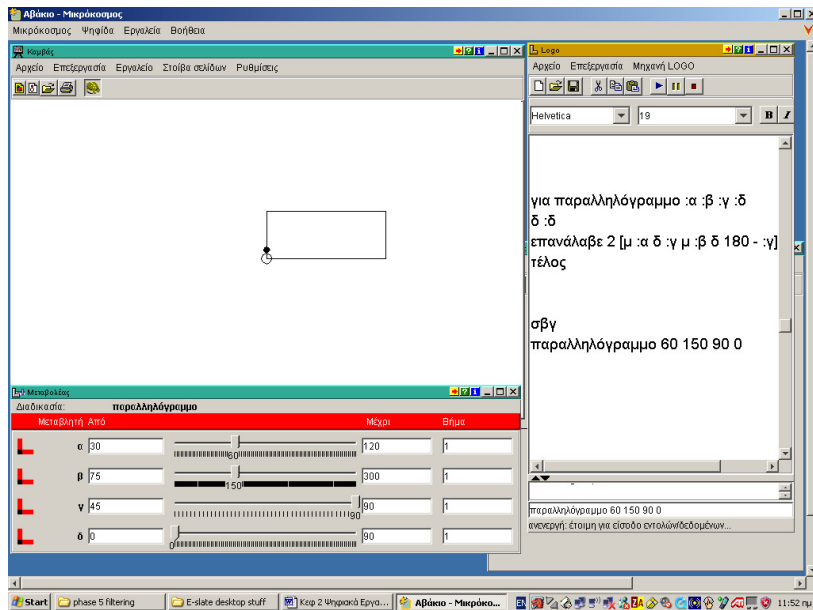 Αβάκιο - Μικρόκοσμος
Μικρόκοσμος Ψηφίδα Εργαλεία Βοήθεια
Καμβάς
Αρχείο Επεξεργασία Εργαλείο Στοίβα σελίδων Ρυθμίσεις
Logo
Αρχείο Επεξεργασία Μηχανή LOGO
Helvetica 19 B I
για παραλληλόγραμμο :α :β :γ :δ
δ :δ
επανάλαβε 2 [μ :α δ :γ μ :β δ 180 - :γ]
τέλος
σβγ
παραλληλόγραμμο 60 150 90 0
παραλληλόγραμμο 60 150 90 0
ανενεργή: έτοιμη για είσοδο εντολών/δεδομένων...
Μεταβολέας
Διαδικασία: παραλληλόγραμμο
Μεταβλητή Από Μέχρι Βήμα
α 30 60 120 1
β 75 150 300 1
γ 45 90 90 1
δ 0 0 90 1
Start phase 5 filtering E-slate desktop stuff Κεφ 2 Ψηφιακά Εργα... Αβάκιο - Μικρόκο... EN 11:52 πμ